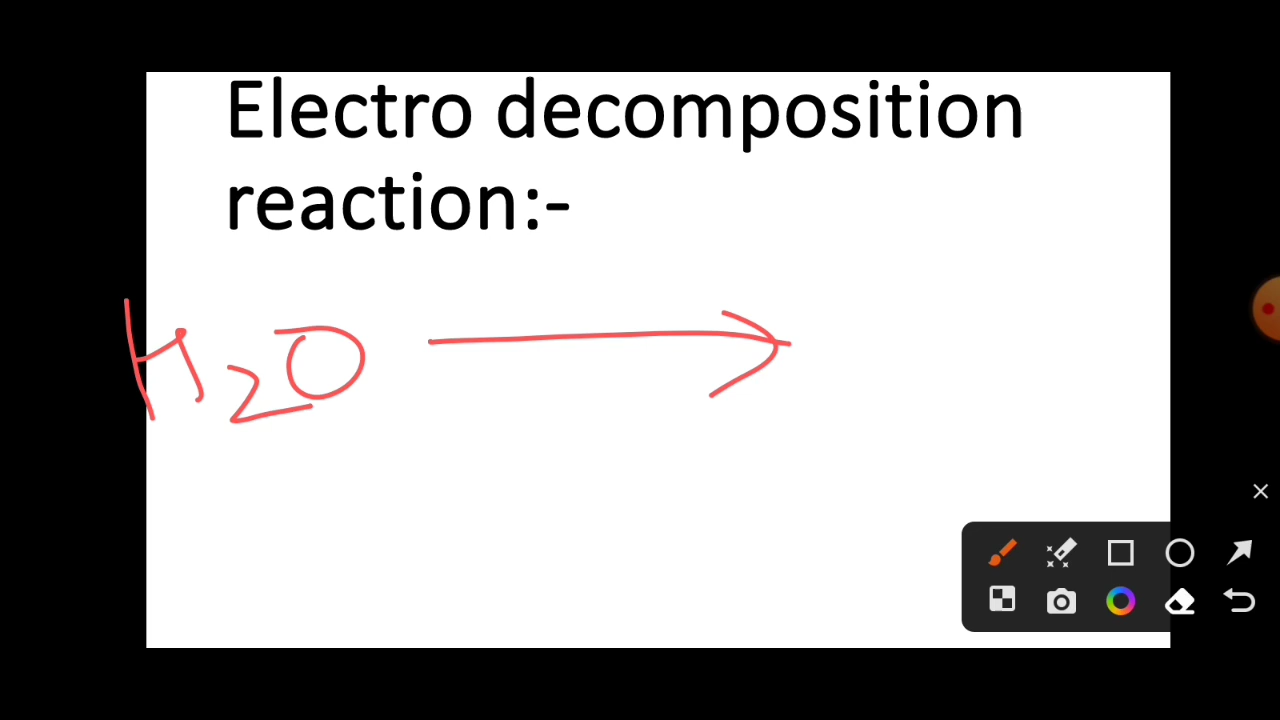 Electro decomposition
reaction:-
H₂O →